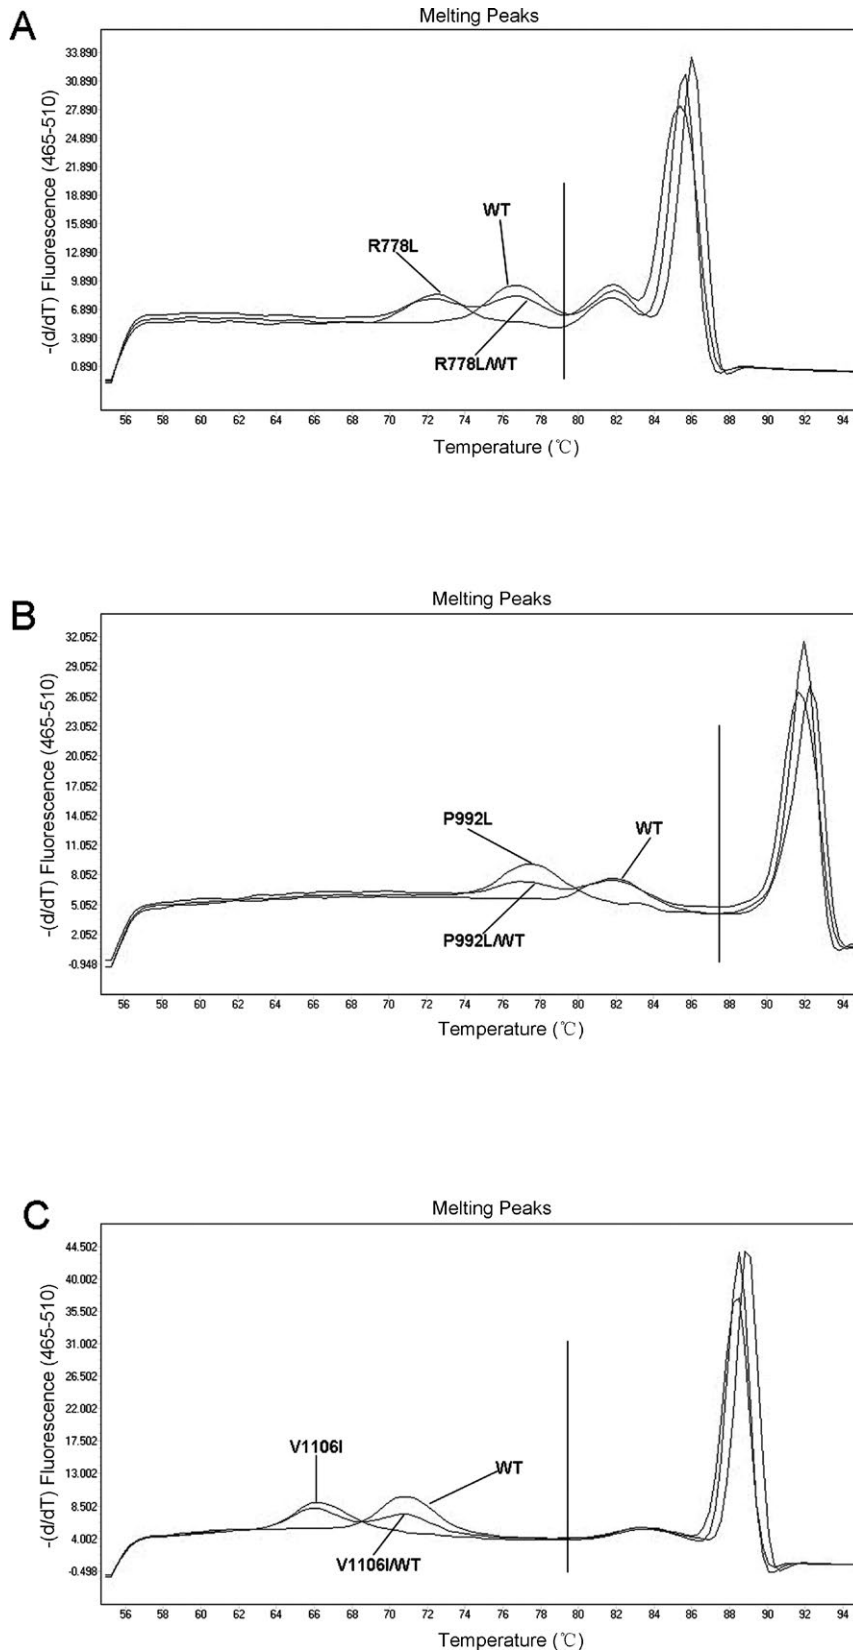 A
Melting Peaks
-(d/dT) Fluorescence (465-510)
33.890
30.890
27.890
24.890
21.890
18.890
15.890
12.890
9.890
6.890
3.890
0.890
WT
R778L
R778L/WT
56 58 60 62 64 66 68 70 72 74 76 78 80 82 84 86 88 90 92 94
Temperature (℃)
B
Melting Peaks
-(d/dT) Fluorescence (465-510)
32.052
29.052
26.052
23.052
20.052
17.052
14.052
11.052
8.052
5.052
2.052
-0.948
P992L
WT
P992L/WT
56 58 60 62 64 66 68 70 72 74 76 78 80 82 84 86 88 90 92 94
Temperature (℃)
C
Melting Peaks
-(d/dT) Fluorescence (465-510)
44.502
40.002
35.502
31.002
26.502
22.002
17.502
13.002
8.502
4.002
-0.498
V1106I
WT
V1106I/WT
56 58 60 62 64 66 68 70 72 74 76 78 80 82 84 86 88 90 92 94
Temperature (℃)